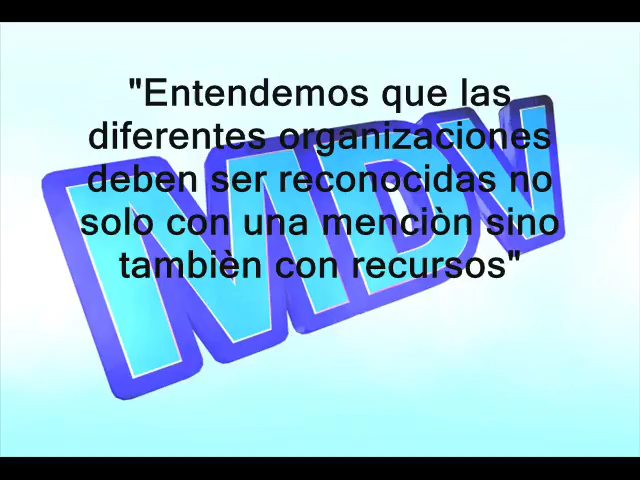 "Entendemos que las
diferentes organizaciones
deben ser reconocidas no
solo con una menciòn sino
tambièn con recursos"
MDV